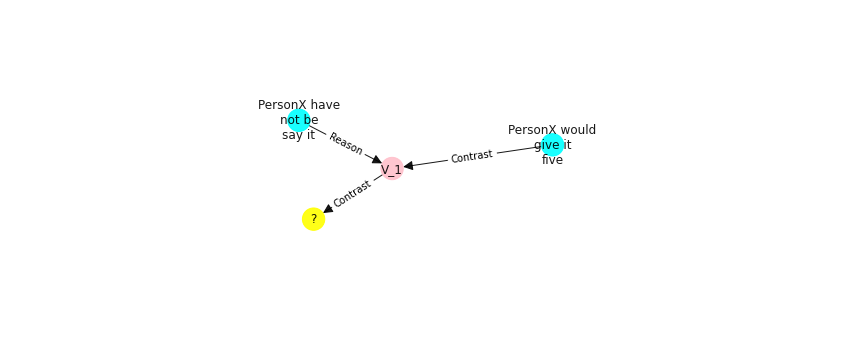 PersonX have
not be
say it
Reason
PersonX would
give it
five
Contrast
V_1
Contrast
?